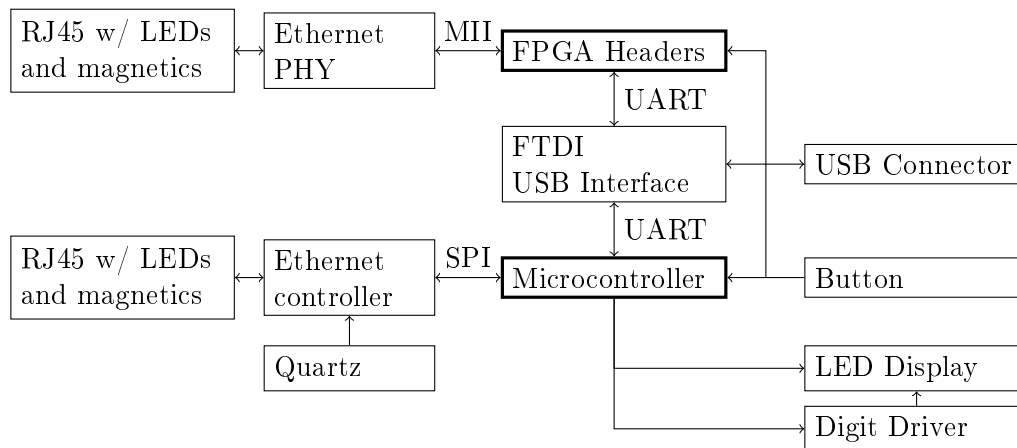 RJ45 w/ LEDs
and magnetics
Ethernet
PHY
MII
FPGA Headers
UART
FTDI
USB Interface
USB Connector
UART
RJ45 w/ LEDs
and magnetics
Ethernet
controller
SPI
Microcontroller
Button
Quartz
LED Display
Digit Driver